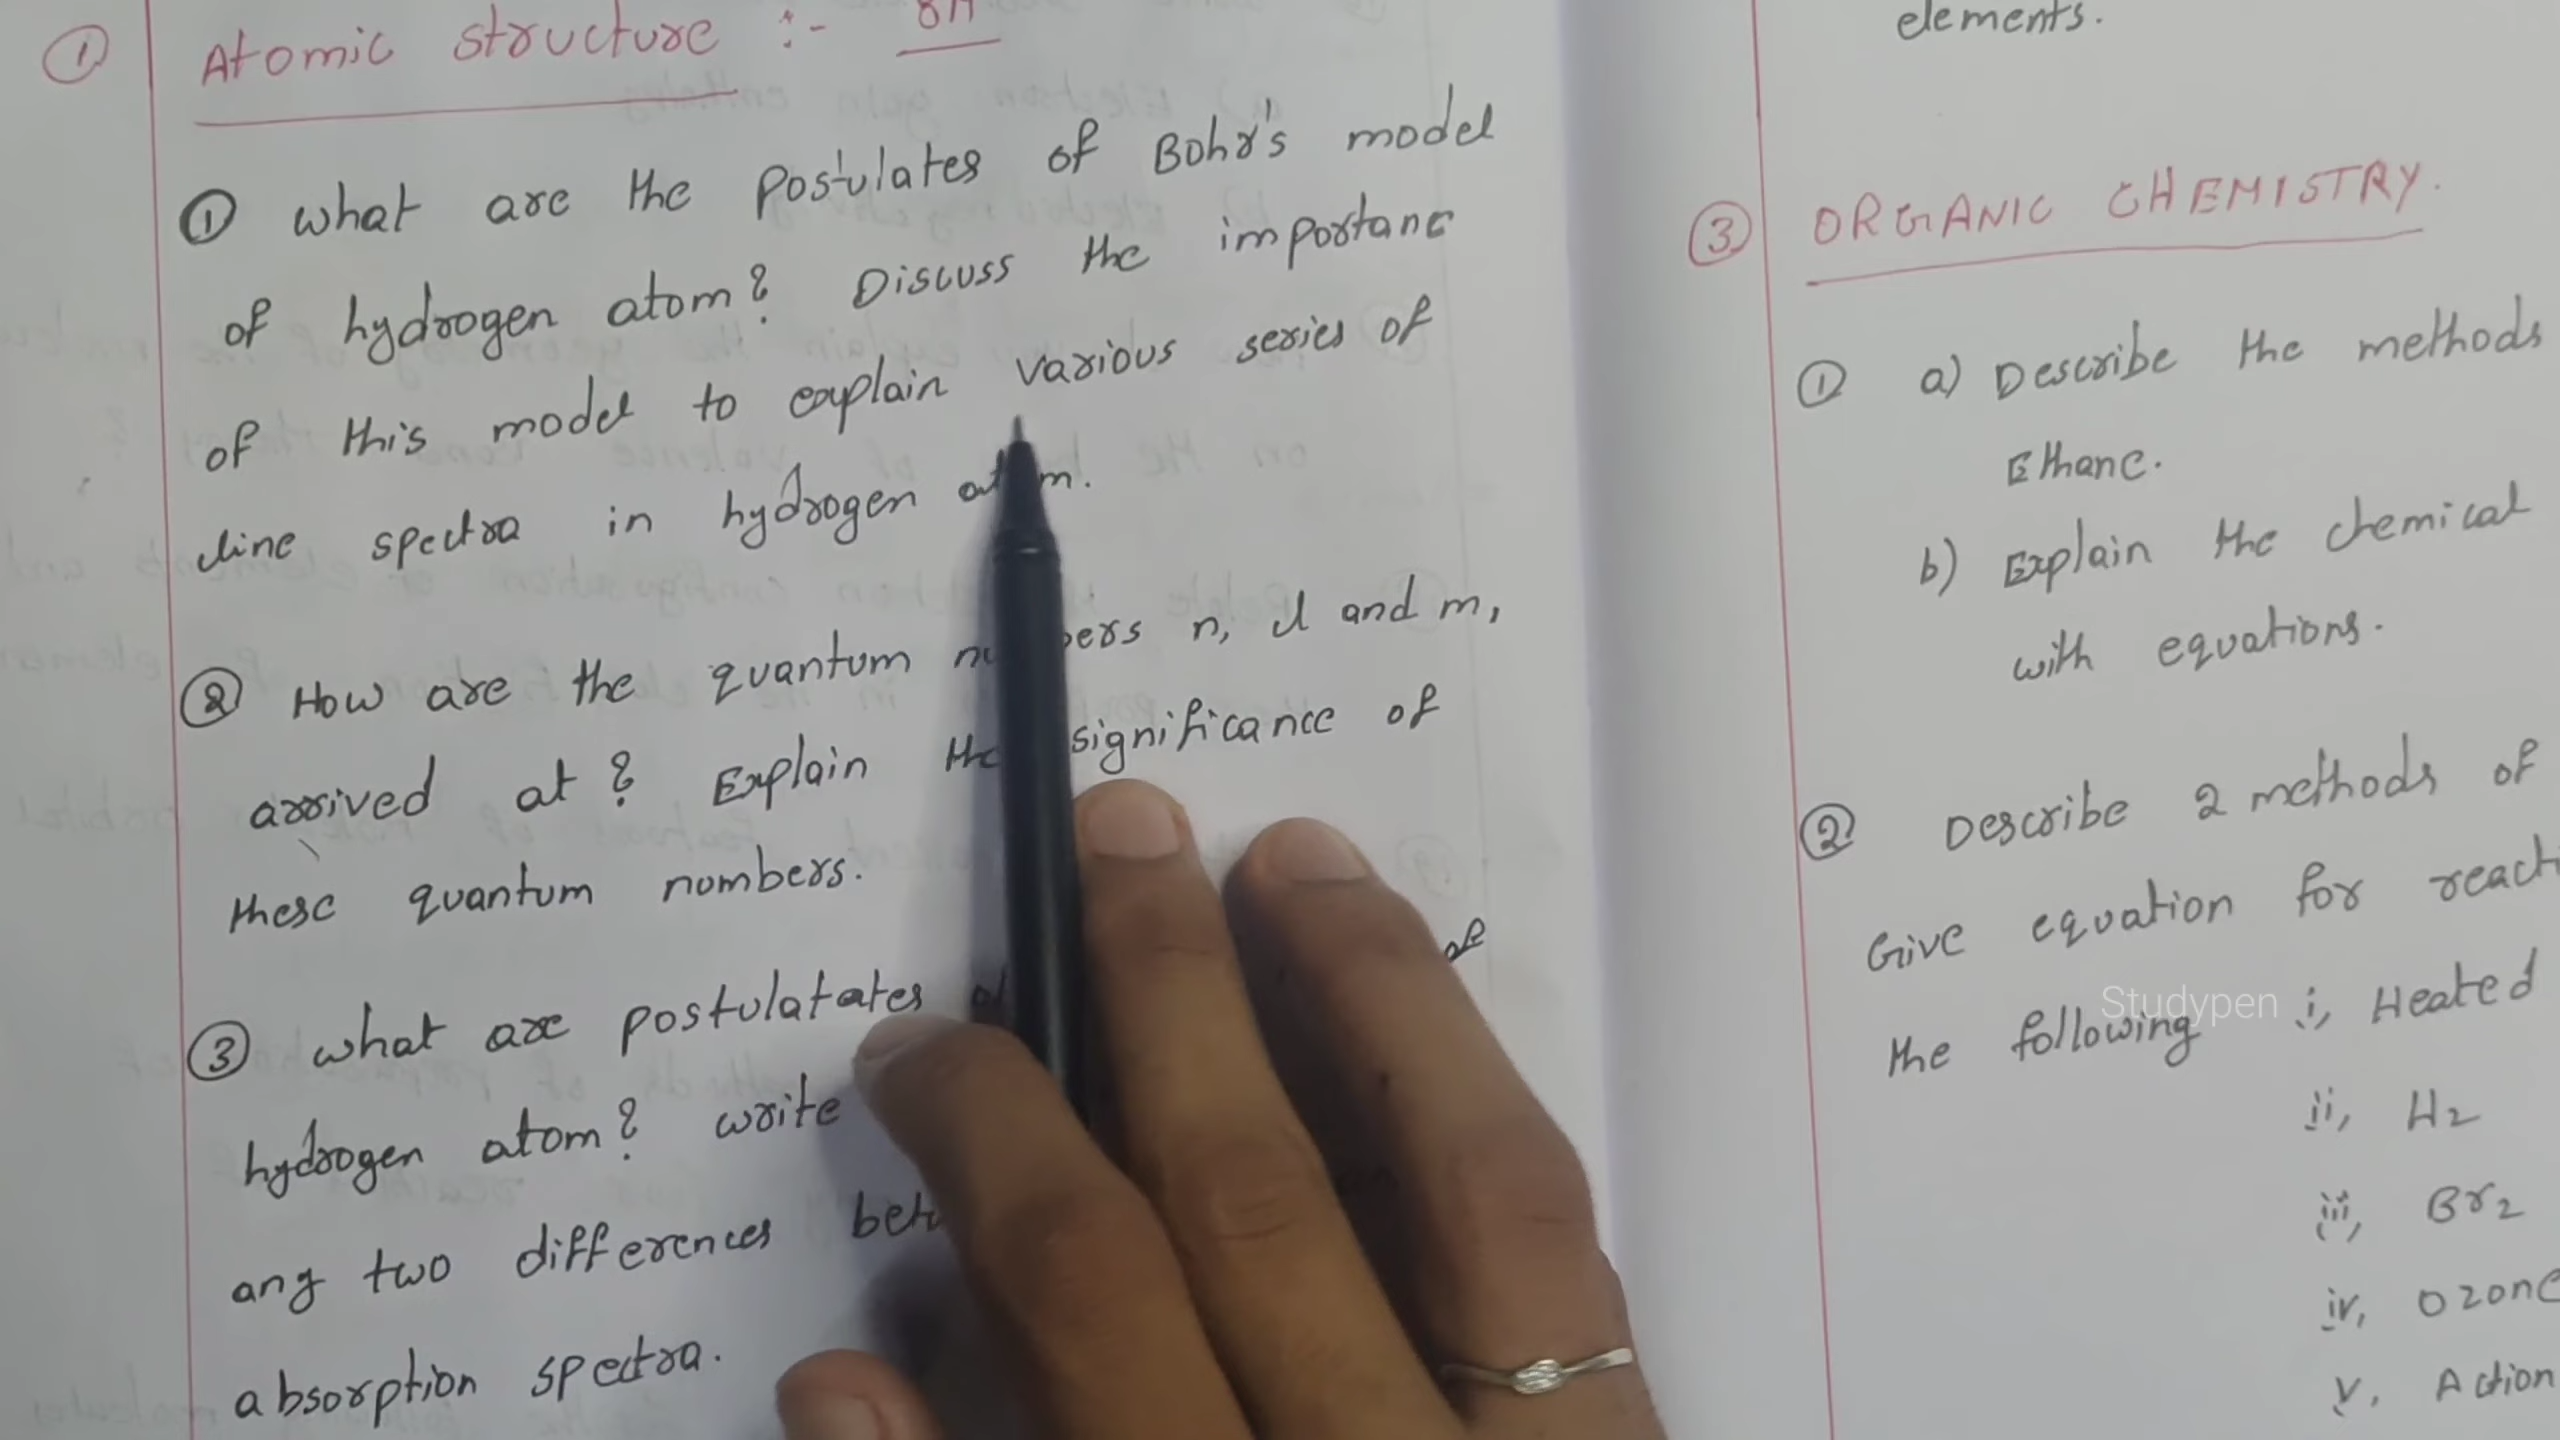 ① Atomic structure :- 8M
① what are the Postulates of Bohr's model
of hydrogen atom? Discuss the importanc
of this model to explain various series of
line spectra in hydrogen
② How are the quantum n, l and m,
arrived at? Explain the significance of
these quantum numbers.
③ what are postulatates of
hydrogen atom? write
any two differences
absorption spectra.
elements.
③ ORGANIC CHEMISTRY.
① a) Describe the methods
Ethane.
b) Explain the chemical
with equations.
② Describe 2 methods of
Give equation for
the following i, Heated
ii, H2
iii, Br2
iv, Ozone
v, Action
Studypen